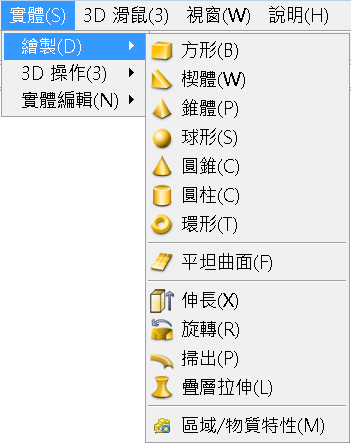 實體(S) 3D 滑鼠(3) 視窗(W) 說明(H)
繪製(D)
3D 操作(3)
實體編輯(N)
方形(B)
楔體(W)
錐體(P)
球形(S)
圓錐(C)
圓柱(C)
環形(T)
平坦曲面(F)
伸長(X)
旋轉(R)
掃出(P)
疊層拉伸(L)
區域/物質特性(M)